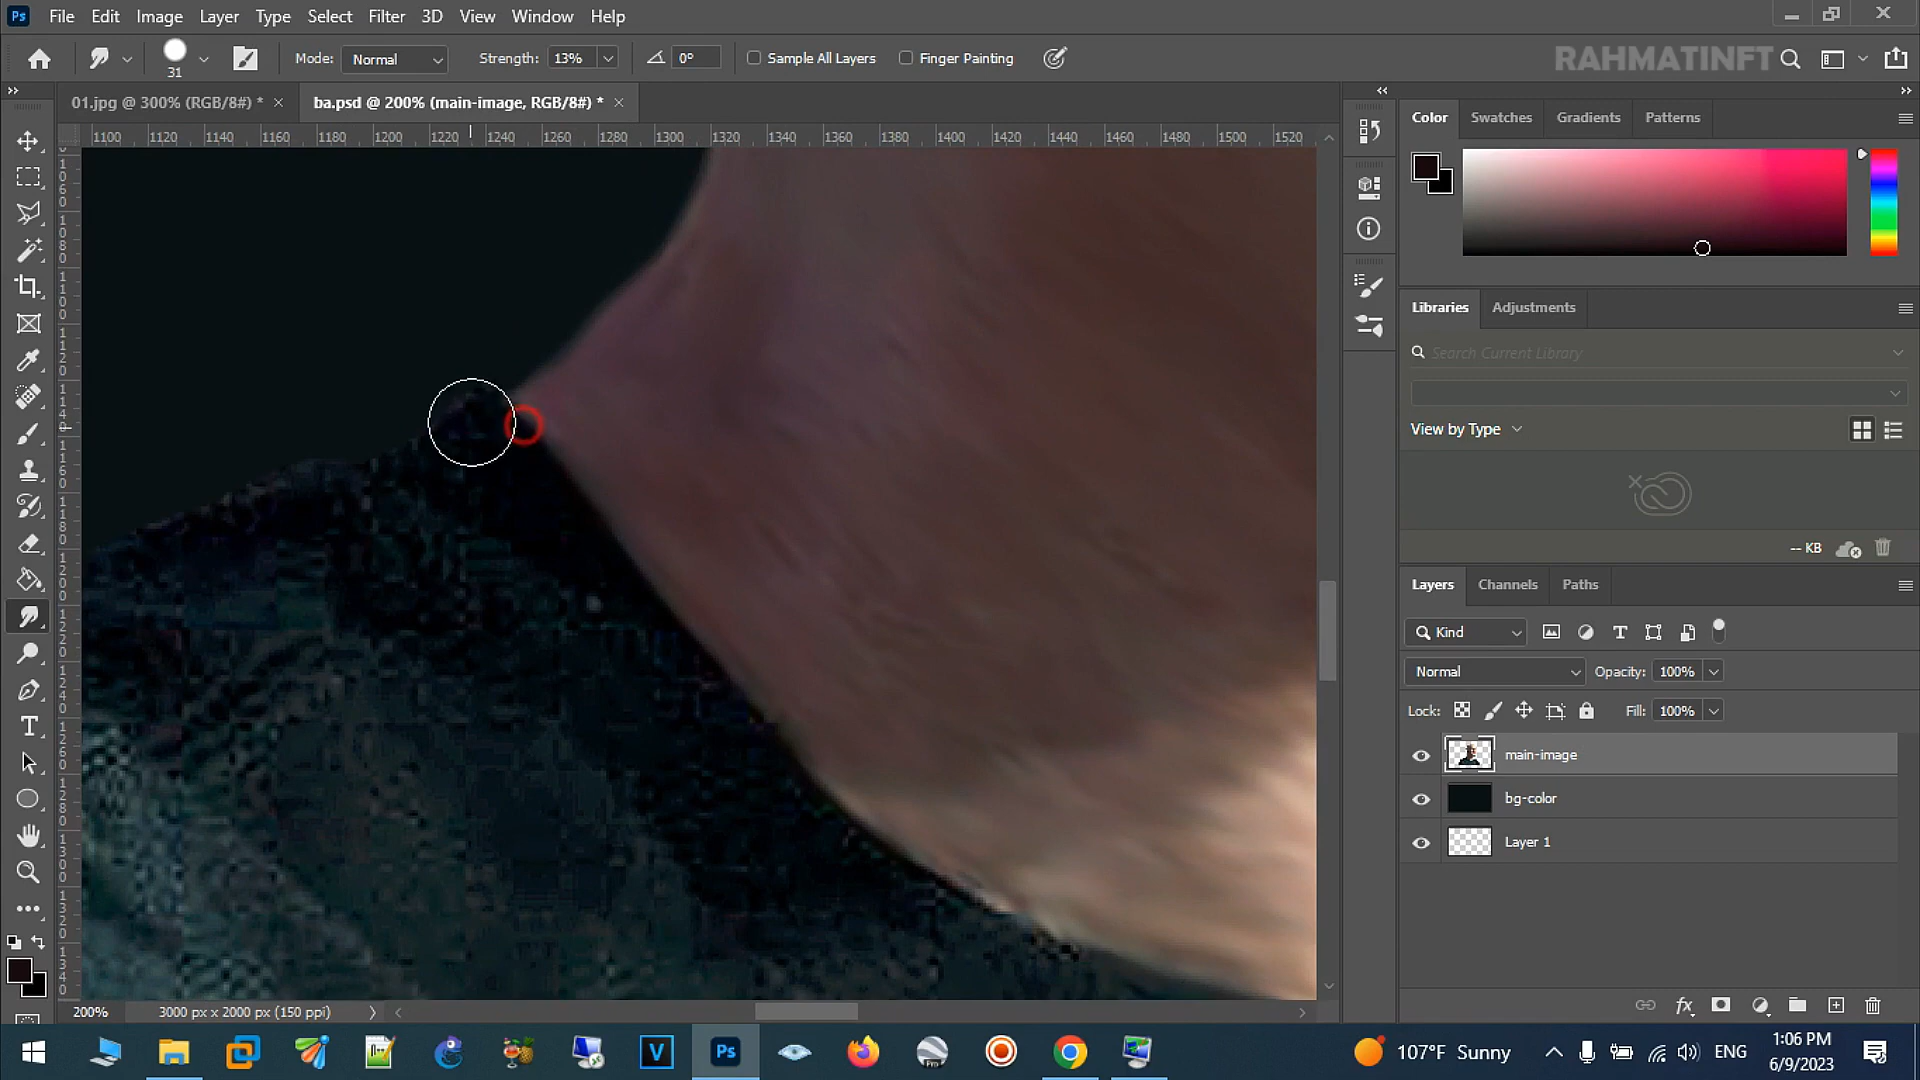 Ps File Edit Image Layer Type Select Filter 3D View Window Help
31 Mode: Normal Strength: 13% 0° Sample All Layers Finger Painting RAHMATINFT
01.jpg @ 300% (RGB/8#) * ba.psd @ 200% (main-image, RGB/8#) *
1100 1120 1140 1160 1180 1200 1220 1240 1260 1280 1300 1320 1340 1360 1380 1400 1420 1440 1460 1480 1500 1520
Color Swatches Gradients Patterns
Libraries Adjustments
Search Current Library
View by Type
-- KB
Layers Channels Paths
Kind
Normal Opacity: 100%
Lock: Fill: 100%
main-image
bg-color
Layer 1
200% 3000 px x 2000 px (150 ppi)
V Ps Pro 107°F Sunny ENG 1:06 PM
6/9/2023